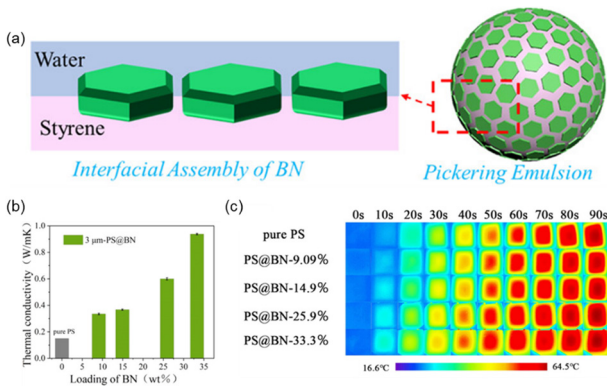 (a)
Water
Styrene
Interfacial Assembly of BN
Pickering Emulsion
(b)
Thermal conductivity (W/mK)
1.0
0.8
0.6
0.4
0.2
0.0
3 μm-PS@BN
pure PS
0 5 10 15 20 25 30 35
Loading of BN (wt%)
(c)
0s 10s 20s 30s 40s 50s 60s 70s 80s 90s
pure PS
PS@BN-9.09%
PS@BN-14.9%
PS@BN-25.9%
PS@BN-33.3%
16.6℃ 64.5℃